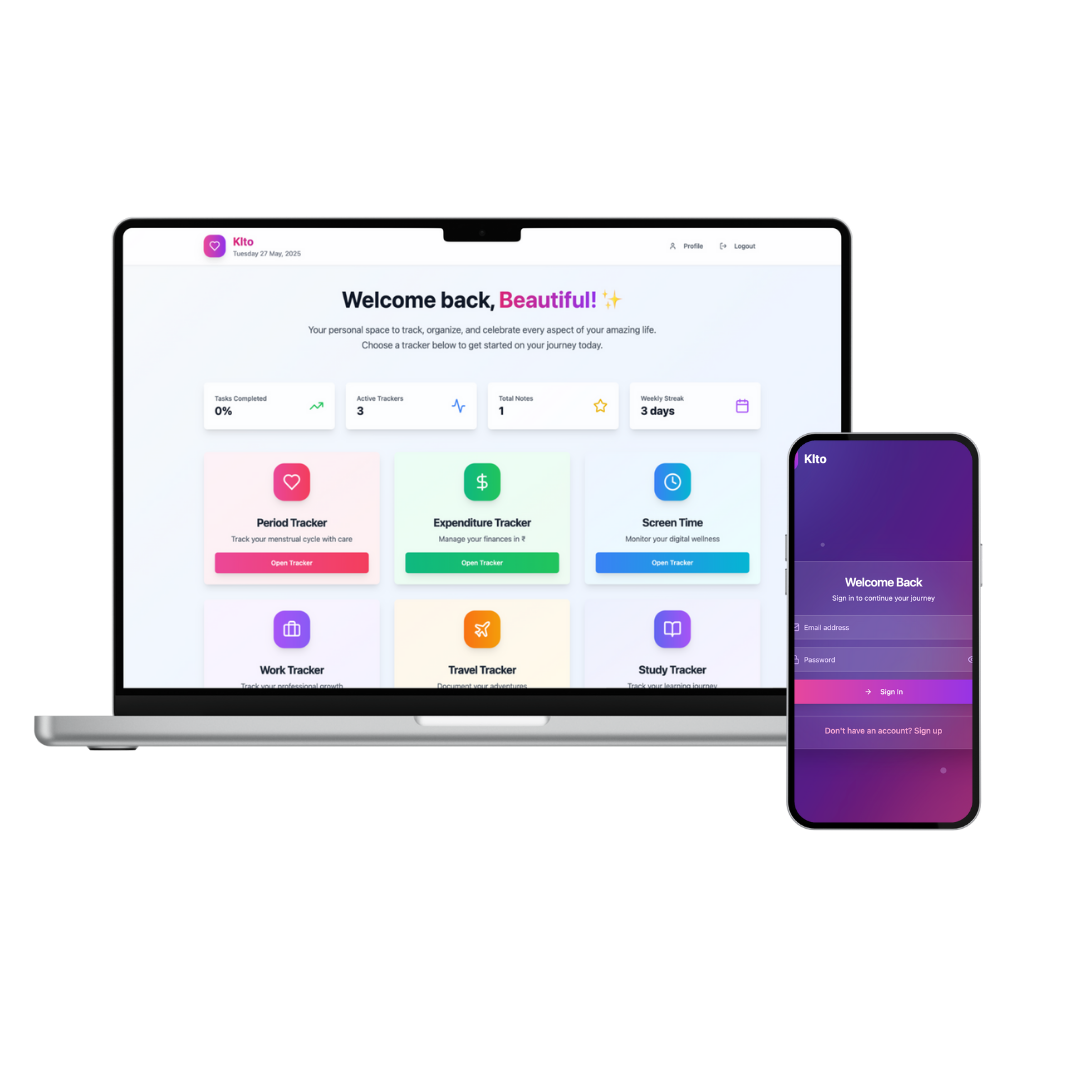 KIto
Tuesday 27 May, 2025
Profile
Logout
Welcome back, Beautiful! ✨
Your personal space to track, organize, and celebrate every aspect of your amazing life.
Choose a tracker below to get started on your journey today.
Tasks Completed
0%
Active Trackers
3
Total Notes
1
Weekly Streak
3 days
Period Tracker
Track your menstrual cycle with care
Open Tracker
Expenditure Tracker
Manage your finances in ₹
Open Tracker
Screen Time
Monitor your digital wellness
Open Tracker
Work Tracker
Track your professional growth
Travel Tracker
Document your adventures
Study Tracker
Track your learning journey
KIto
Welcome Back
Sign in to continue your journey
Email address
Password
Sign In
Don't have an account? Sign up